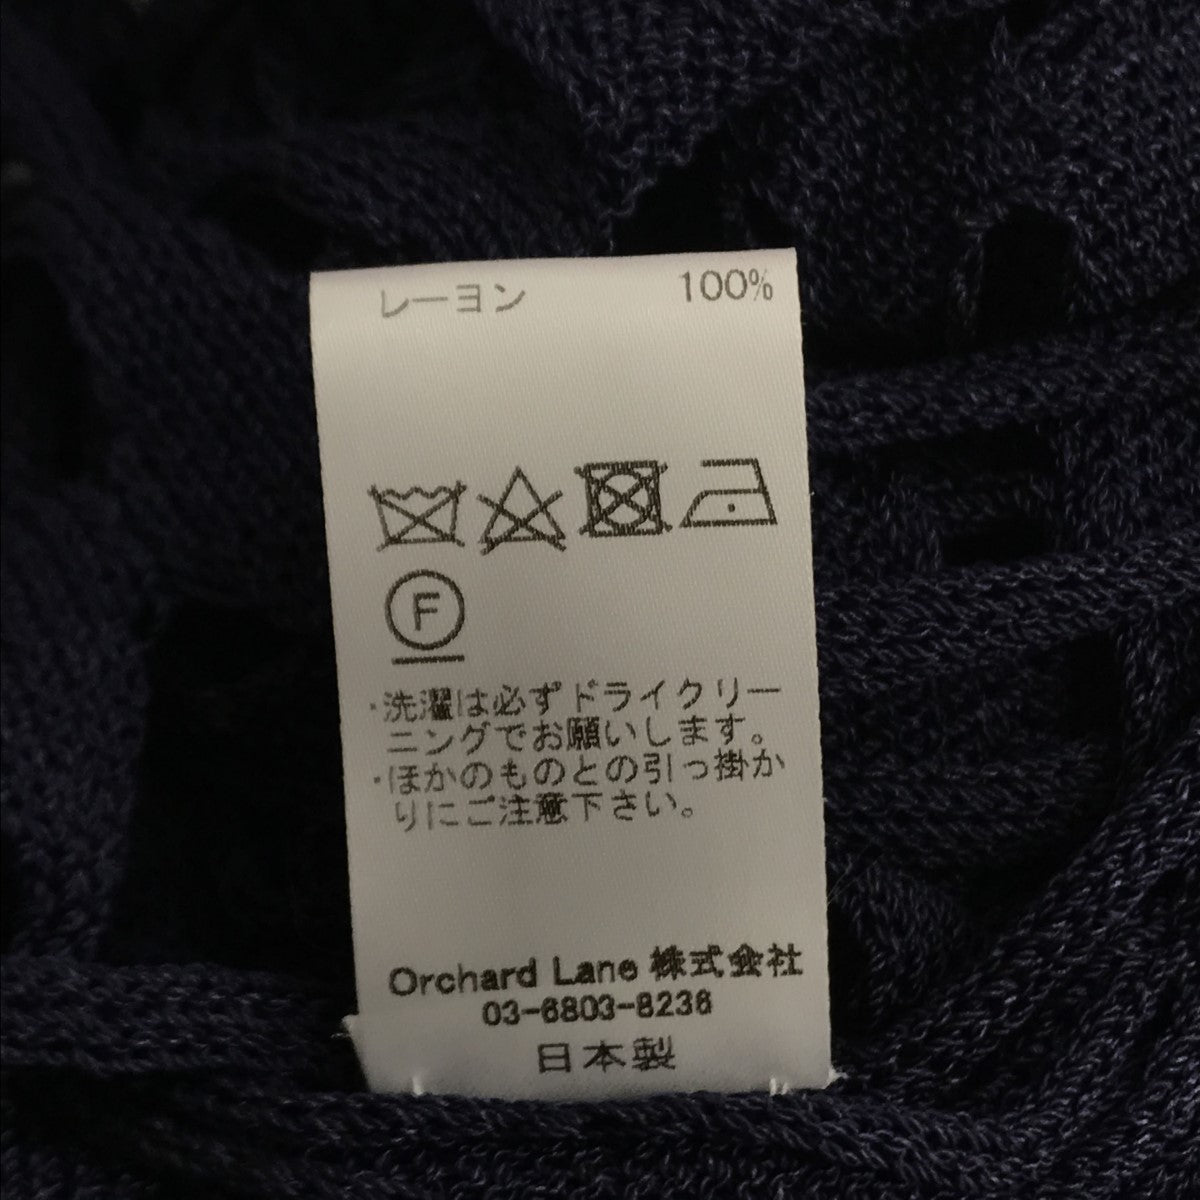 レーヨン 100%
F
・洗濯は必ずドライクリー
ニングでお願いします。
・ほかのものとの引っ掛か
りにご注意下さい。
Orchard Lane 株式会社
03-6803-8236
日本製